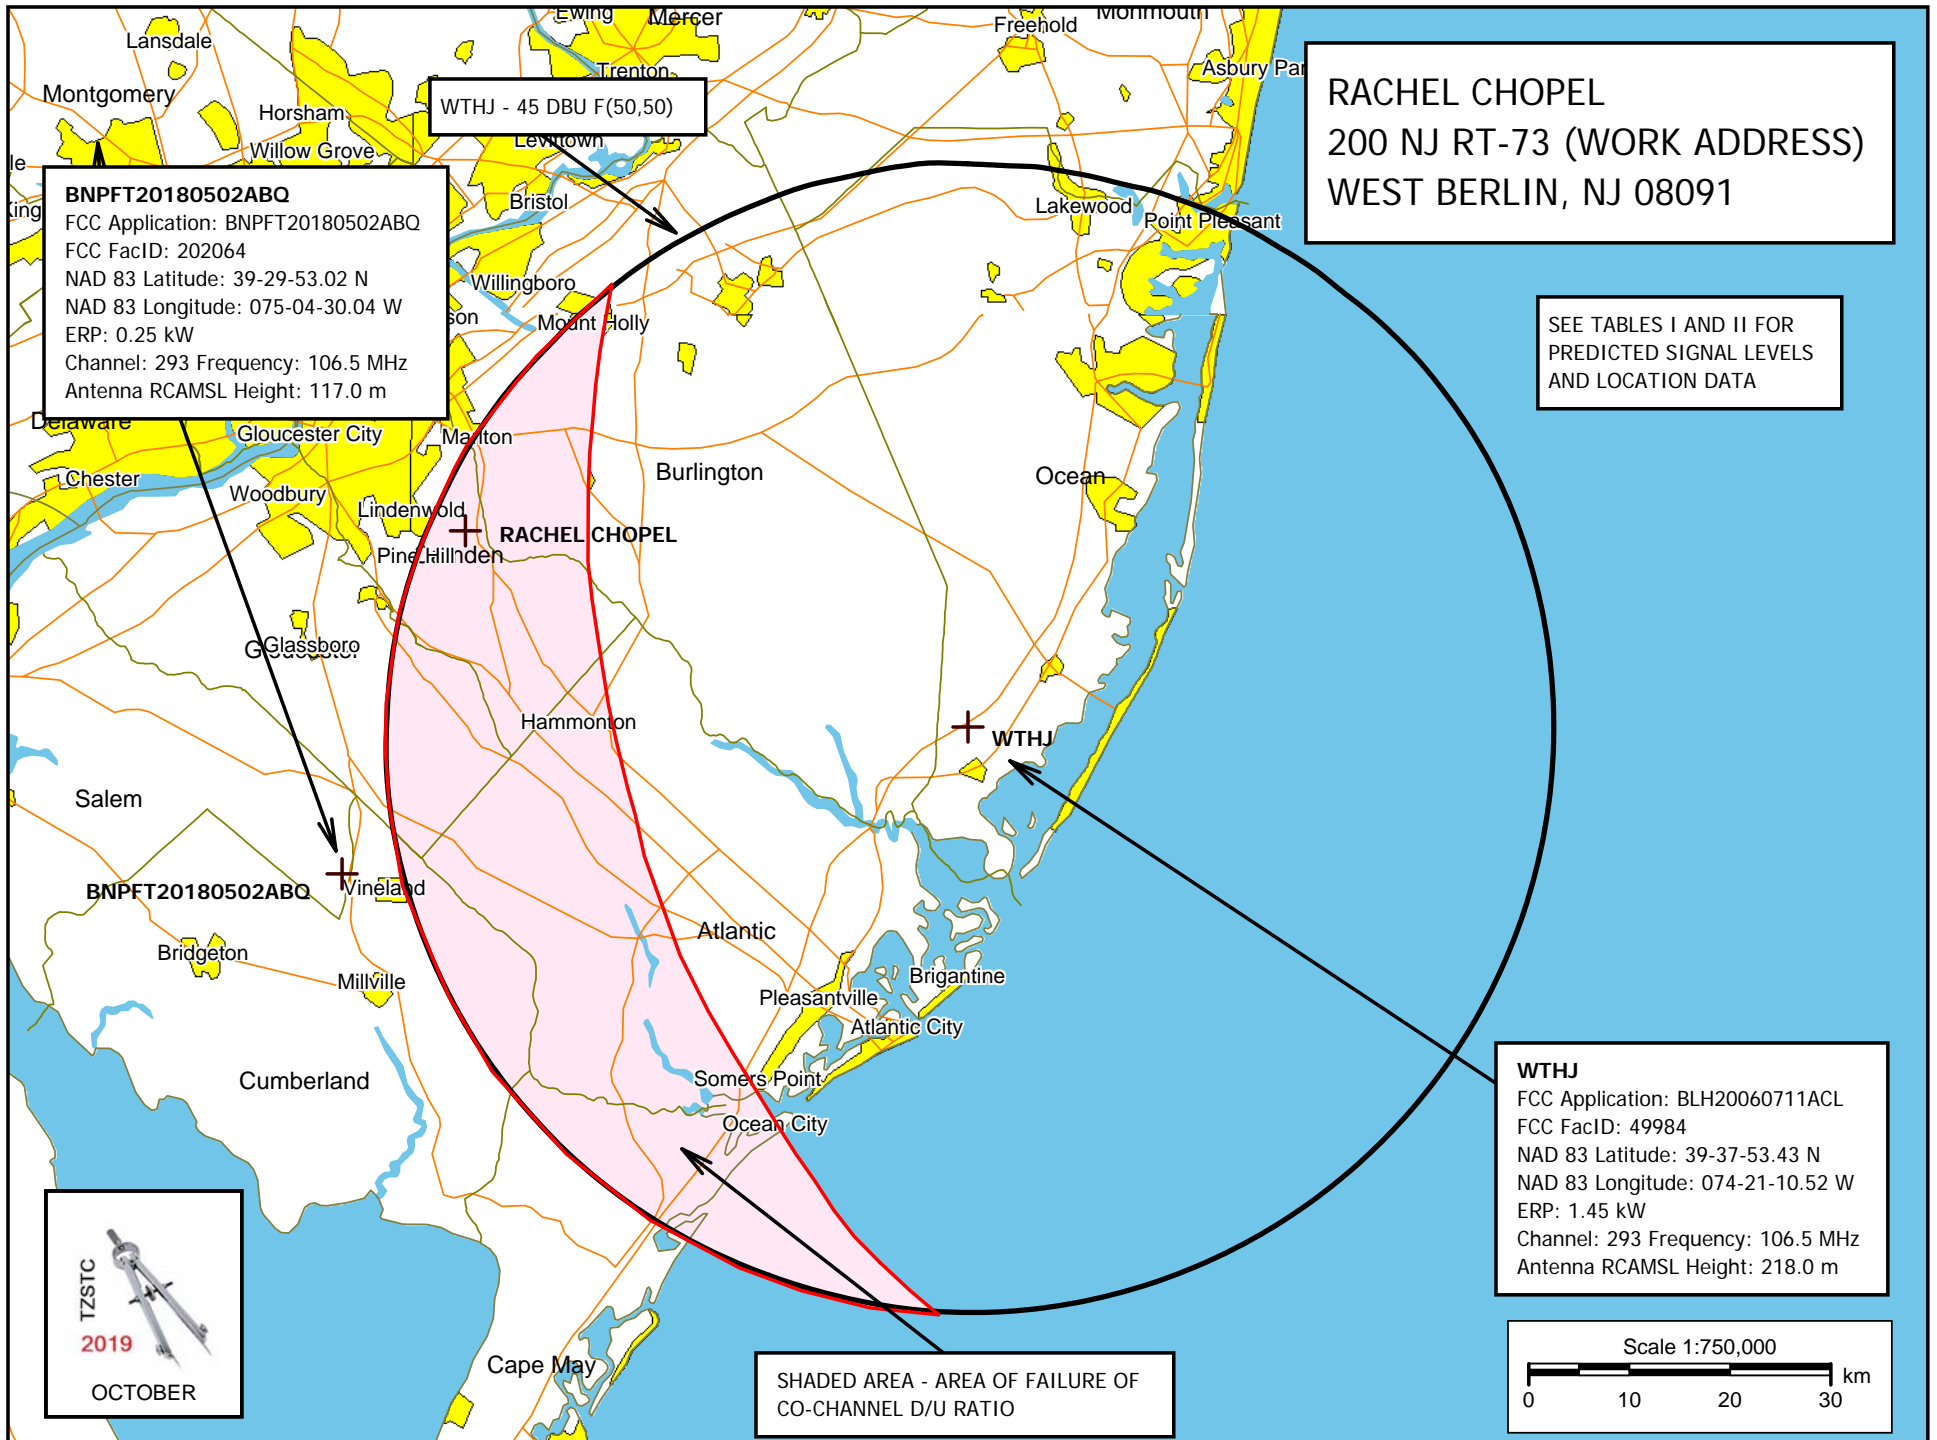 Ewing
Mercer
Monmouth
Freehold
Lansdale
Trenton
Asbury Par
RACHEL CHOPEL
200 NJ RT-73 (WORK ADDRESS)
WEST BERLIN, NJ 08091
Montgomery
WTHJ - 45 DBU F(50,50)
Horsham
Levittown
Willow Grove
le
BNPFT20180502ABQ
FCC Application: BNPFT20180502ABQ
FCC FacID: 202064
NAD 83 Latitude: 39-29-53.02 N
NAD 83 Longitude: 075-04-30.04 W
ERP: 0.25 kW
Channel: 293 Frequency: 106.5 MHz
Antenna RCAMSL Height: 117.0 m
King
Bristol
Lakewood
Point Pleasant
Willingboro
son
Mount Holly
SEE TABLES I AND II FOR
PREDICTED SIGNAL LEVELS
AND LOCATION DATA
Delaware
Gloucester City
Marlton
Chester
Woodbury
Burlington
Ocean
Lindenwold
RACHEL CHOPEL
Pine Hill
nden
Glassboro
Hammonton
WTHJ
Salem
BNPFT20180502ABQ
Vineland
Bridgeton
Atlantic
Millville
Brigantine
Pleasantville
Atlantic City
Cumberland
Somers Point
Ocean City
WTHJ
FCC Application: BLH20060711ACL
FCC FacID: 49984
NAD 83 Latitude: 39-37-53.43 N
NAD 83 Longitude: 074-21-10.52 W
ERP: 1.45 kW
Channel: 293 Frequency: 106.5 MHz
Antenna RCAMSL Height: 218.0 m
TZSTC
2019
OCTOBER
Cape May
SHADED AREA - AREA OF FAILURE OF
CO-CHANNEL D/U RATIO
Scale 1:750,000
km
0 10 20 30